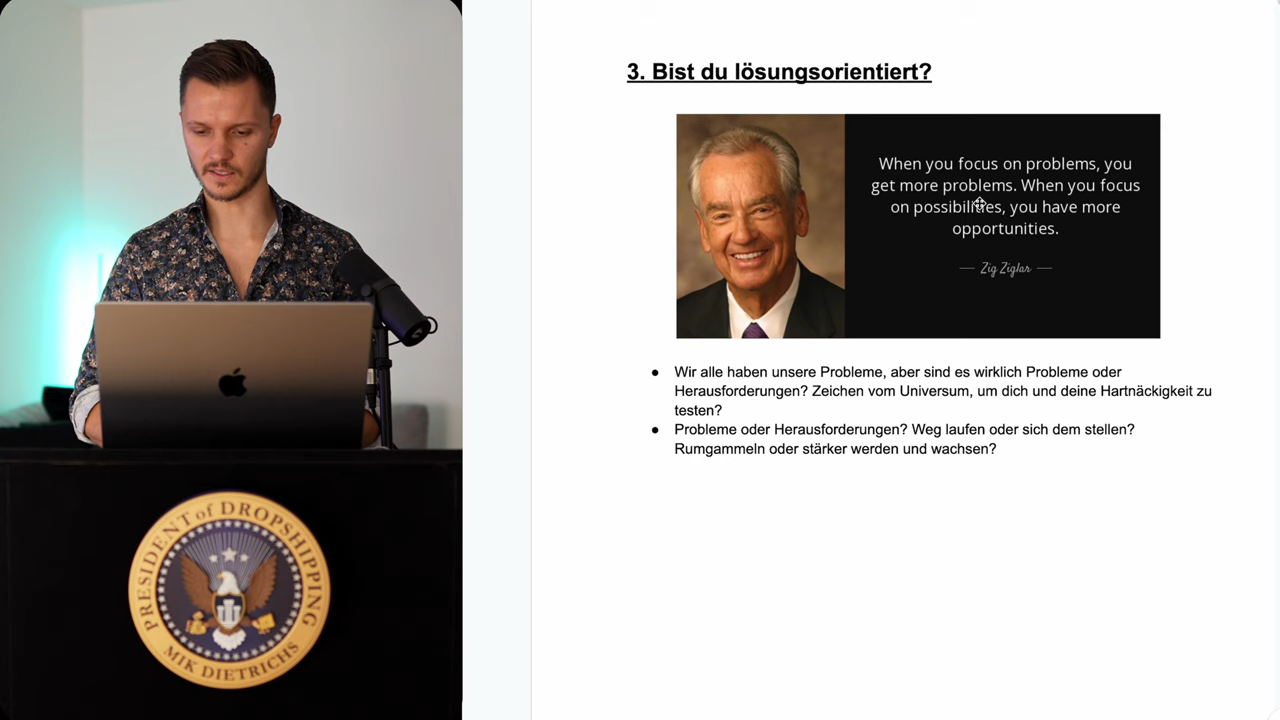 3. Bist du lösungsorientiert?
When you focus on problems, you
get more problems. When you focus
on possibilities, you have more
opportunities.
Zig Ziglar
● Wir alle haben unsere Probleme, aber sind es wirklich Probleme oder
Herausforderungen? Zeichen vom Universum, um dich und deine Hartnäckigkeit zu
testen?
● Probleme oder Herausforderungen? Weg laufen oder sich dem stellen?
Rumgammeln oder stärker werden und wachsen?
PRESIDENT of DROPSHIPPING
MIK DIETRICHS